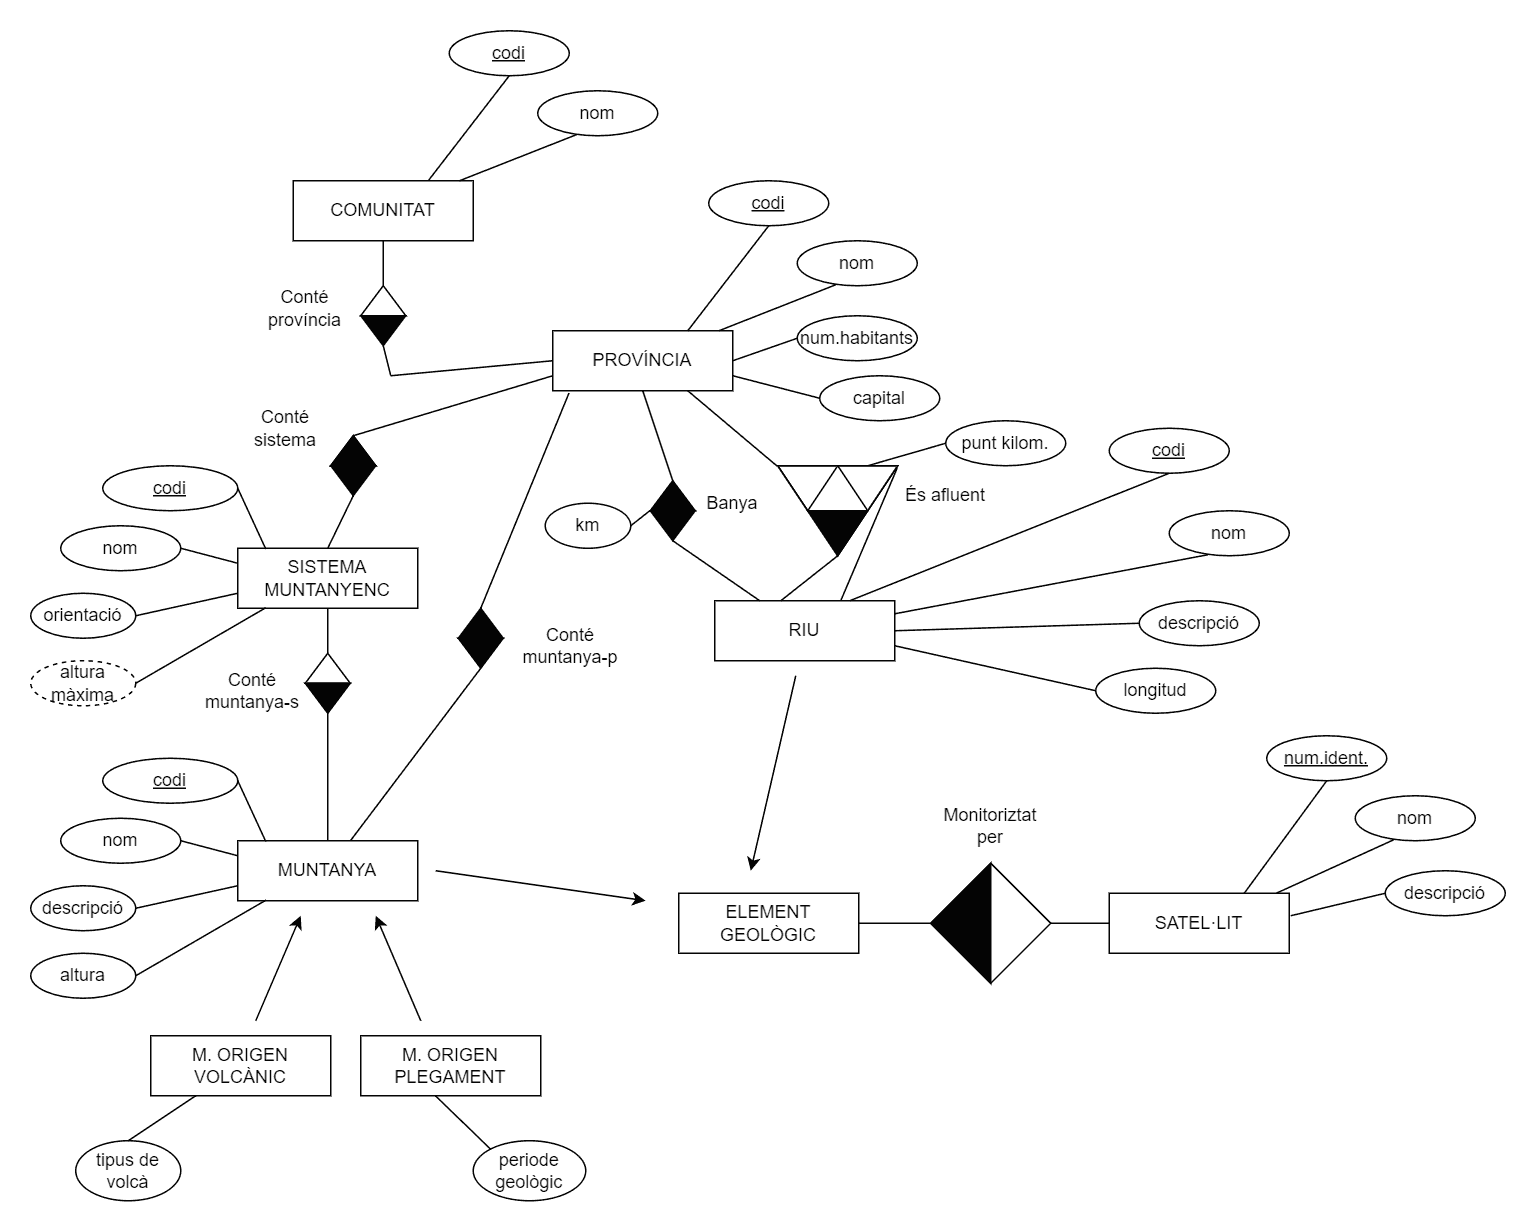 codi
nom
COMUNITAT
codi
nom
Conté
província
num.habitants
PROVÍNCIA
capital
Conté
sistema
punt kilom.
codi
codi
Banya
És afluent
km
nom
nom
SISTEMA
MUNTANYENC
orientació
descripció
RIU
Conté
muntanya-p
altura
màxima
Conté
muntanya-s
longitud
codi
num.ident.
Monitoriztat
per
nom
nom
MUNTANYA
descripció
descripció
ELEMENT
GEOLÒGIC
SATEL·LIT
altura
M. ORIGEN
VOLCÀNIC
M. ORIGEN
PLEGAMENT
tipus de
volcà
periode
geològic